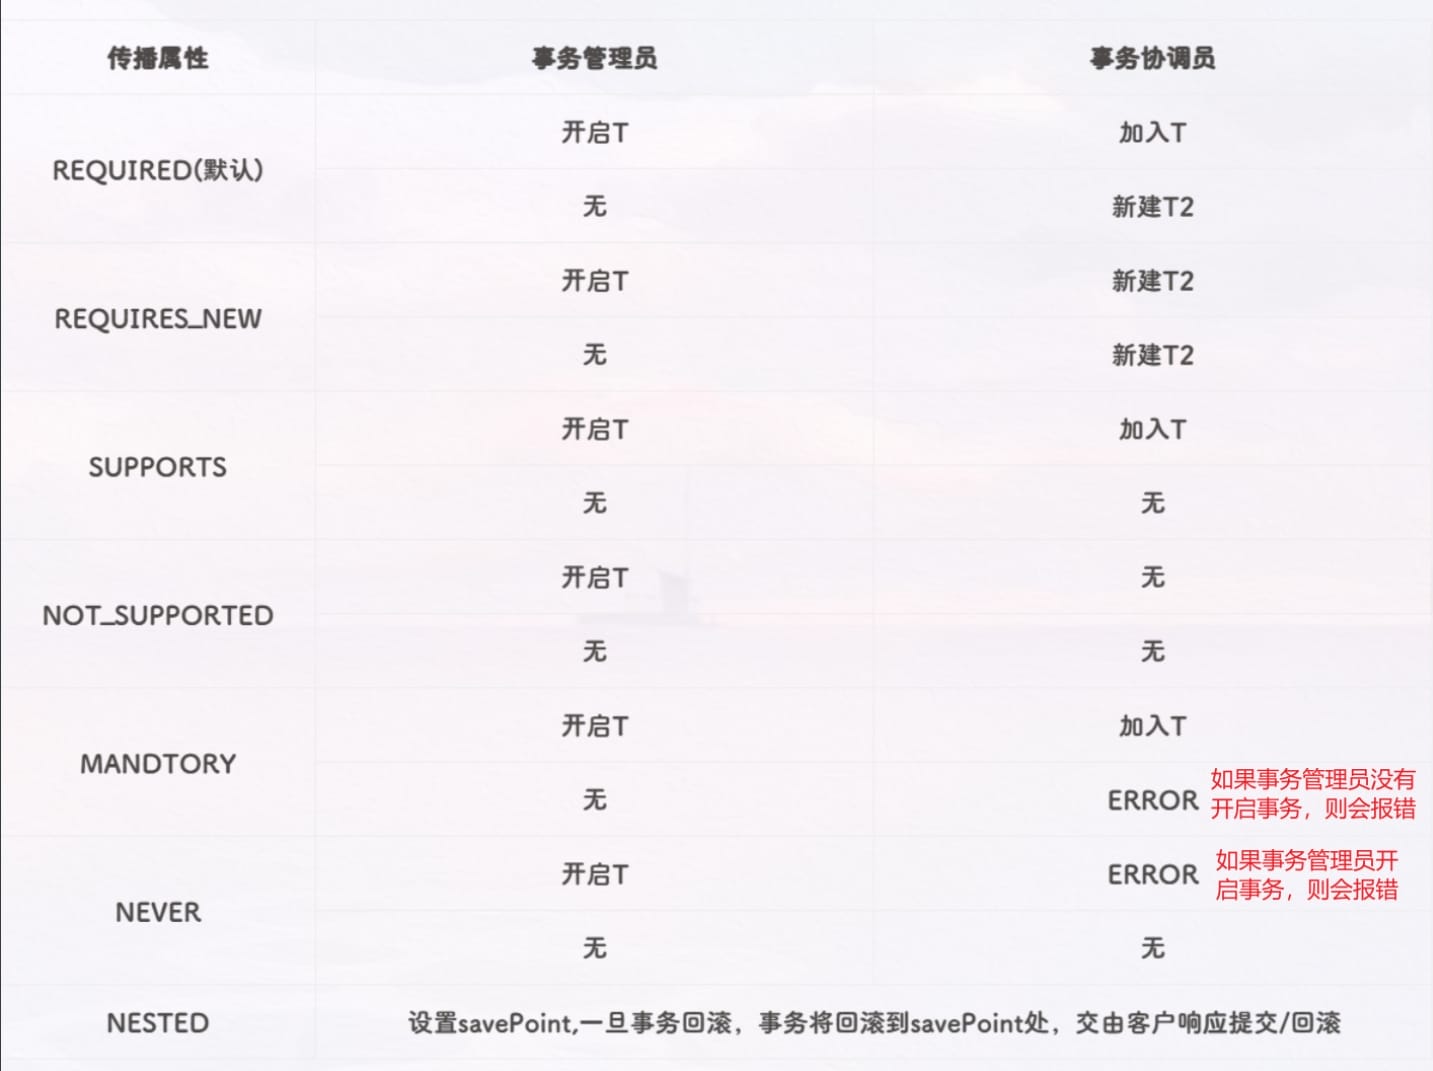 传播属性 事务管理员 事务协调员
REQUIRED(默认)
开启T 加入T
无 新建T2
REQUIRES_NEW
开启T 新建T2
无 新建T2
SUPPORTS
开启T 加入T
无 无
NOT_SUPPORTED
开启T 无
无 无
MANDTORY
开启T 加入T
无 ERROR
如果事务管理员没有
开启事务，则会报错
NEVER
开启T ERROR
如果事务管理员开
启事务，则会报错
无 无
NESTED 设置savePoint,一旦事务回滚，事务将回滚到savePoint处，交由客户响应提交/回滚